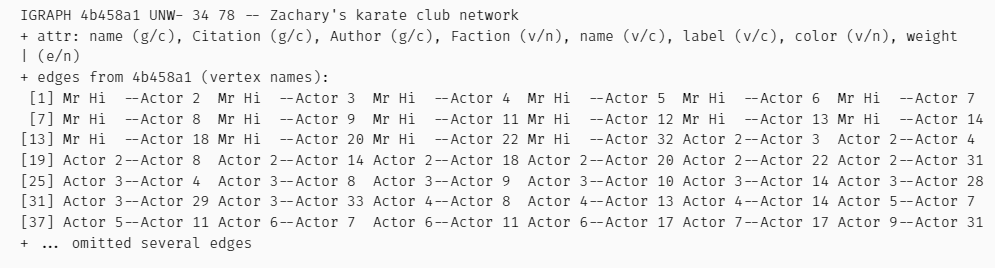 IGRAPH 4b458a1 UNW- 34 78 -- Zachary's karate club network
+ attr: name (g/c), Citation (g/c), Author (g/c), Faction (v/n), name (v/c), label (v/c), color (v/n), weight
| (e/n)
+ edges from 4b458a1 (vertex names):
 [1] Mr Hi  --Actor 2  Mr Hi  --Actor 3  Mr Hi  --Actor 4  Mr Hi  --Actor 5  Mr Hi  --Actor 6  Mr Hi  --Actor 7
 [7] Mr Hi  --Actor 8  Mr Hi  --Actor 9  Mr Hi  --Actor 11 Mr Hi  --Actor 12 Mr Hi  --Actor 13 Mr Hi  --Actor 14
[13] Mr Hi  --Actor 18 Mr Hi  --Actor 20 Mr Hi  --Actor 22 Mr Hi  --Actor 32 Actor 2--Actor 3  Actor 2--Actor 4
[19] Actor 2--Actor 8  Actor 2--Actor 14 Actor 2--Actor 18 Actor 2--Actor 20 Actor 2--Actor 22 Actor 2--Actor 31
[25] Actor 3--Actor 4  Actor 3--Actor 8  Actor 3--Actor 9  Actor 3--Actor 10 Actor 3--Actor 14 Actor 3--Actor 28
[31] Actor 3--Actor 29 Actor 3--Actor 33 Actor 4--Actor 8  Actor 4--Actor 13 Actor 4--Actor 14 Actor 5--Actor 7
[37] Actor 5--Actor 11 Actor 6--Actor 7  Actor 6--Actor 11 Actor 6--Actor 17 Actor 7--Actor 17 Actor 9--Actor 31
+ ... omitted several edges